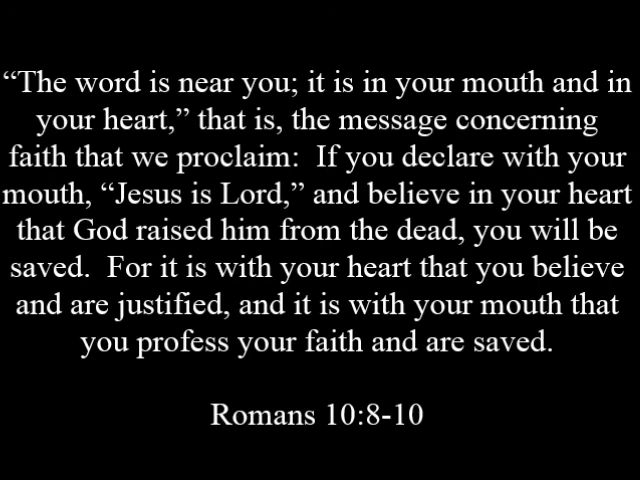 “The word is near you; it is in your mouth and in
your heart,” that is, the message concerning
faith that we proclaim:  If you declare with your
mouth, “Jesus is Lord,” and believe in your heart
that God raised him from the dead, you will be
saved.  For it is with your heart that you believe
and are justified, and it is with your mouth that
you profess your faith and are saved.
Romans 10:8-10